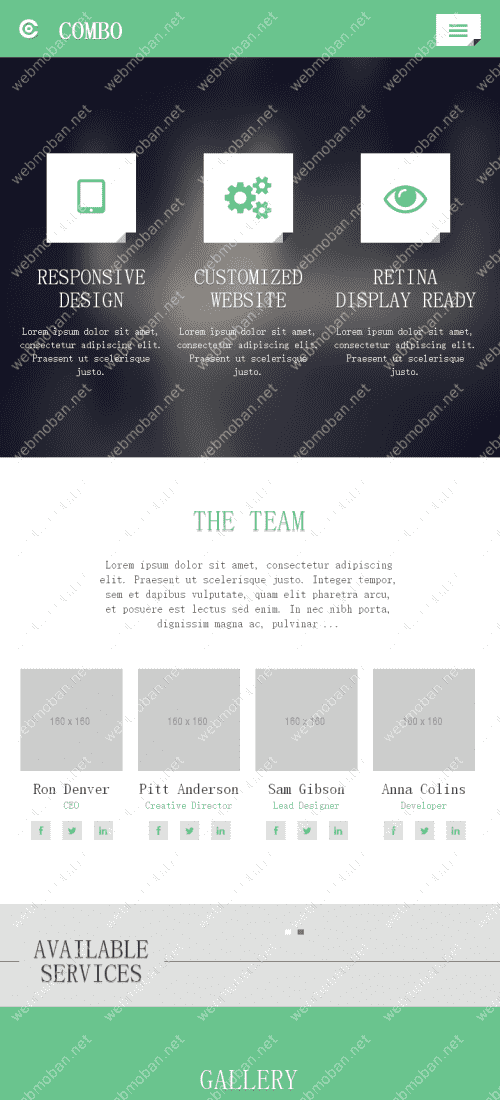 COMBO
RESPONSIVE
DESIGN
Lorem ipsum dolor sit amet,
consectetur adipiscing elit.
Praesent ut scelerisque
justo.
CUSTOMIZED
WEBSITE
Lorem ipsum dolor sit amet,
consectetur adipiscing elit.
Praesent ut scelerisque
justo.
RETINA
DISPLAY READY
Lorem ipsum dolor sit amet,
consectetur adipiscing elit.
Praesent ut scelerisque
justo.
THE TEAM
Lorem ipsum dolor sit amet, consectetur adipiscing
elit. Praesent ut scelerisque justo. Integer tempor,
sem et dapibus vulputate, quam elit pharetra arcu,
et posuere est lectus sed enim. In nec nibh porta,
dignissim magna ac, pulvinar ...
160 x 160
160 x 160
160 x 160
160 x 160
Ron Denver
CEO
Pitt Anderson
Creative Director
Sam Gibson
Lead Designer
Anna Colins
Developer
AVAILABLE
SERVICES
GALLERY
webmoban.net